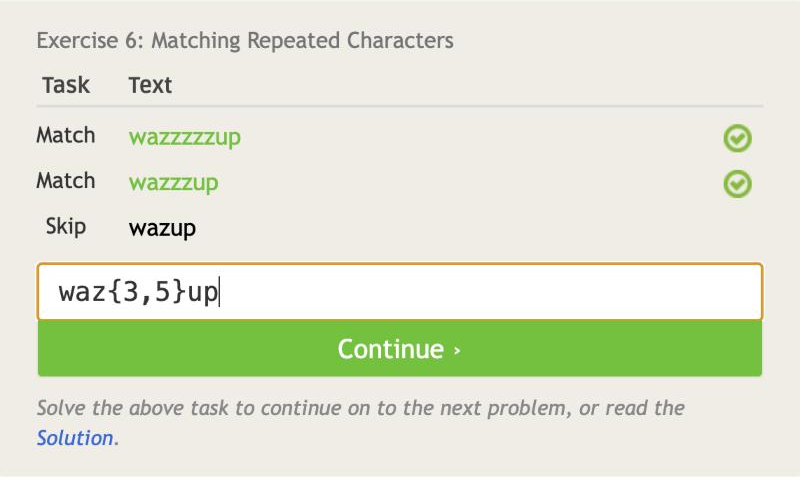 Exercise 6: Matching Repeated Characters
Task Text
Match wazzzzzup
Match wazzzup
Skip wazup
waz{3,5}up
Continue ›
Solve the above task to continue on to the next problem, or read the
Solution.